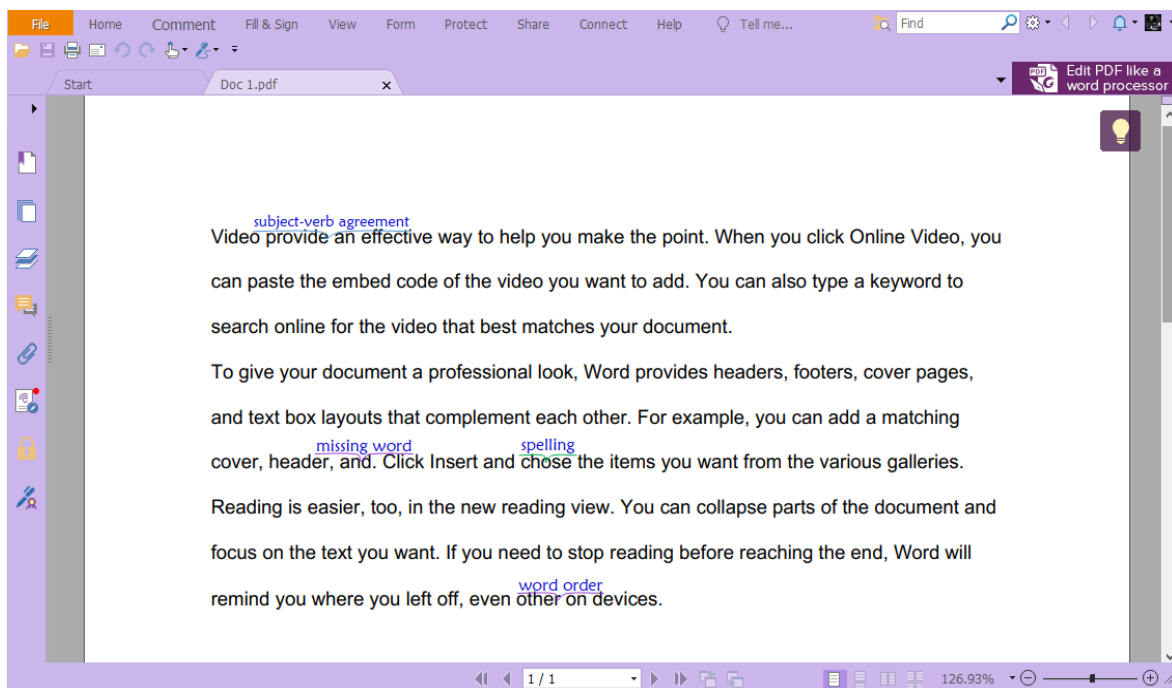 File Home Comment Fill & Sign View Form Protect Share Connect Help Tell me... Find
Start Doc 1.pdf x Edit PDF like a
word processor
subject-verb agreement
Video provide an effective way to help you make the point. When you click Online Video, you
can paste the embed code of the video you want to add. You can also type a keyword to
search online for the video that best matches your document.
To give your document a professional look, Word provides headers, footers, cover pages,
and text box layouts that complement each other. For example, you can add a matching
missing word spelling
cover, header, and. Click Insert and chose the items you want from the various galleries.
Reading is easier, too, in the new reading view. You can collapse parts of the document and
focus on the text you want. If you need to stop reading before reaching the end, Word will
word order
remind you where you left off, even other on devices.
1 / 1 126.93%